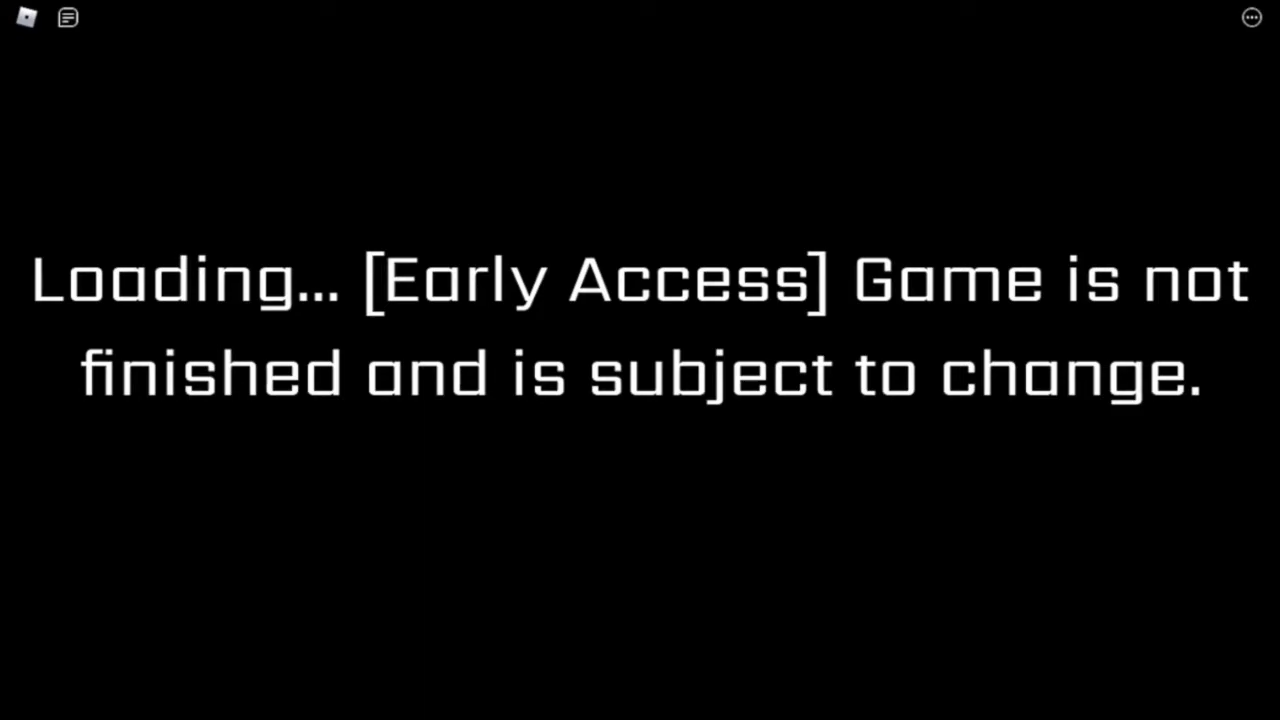 Loading... [Early Access] Game is not
finished and is subject to change.